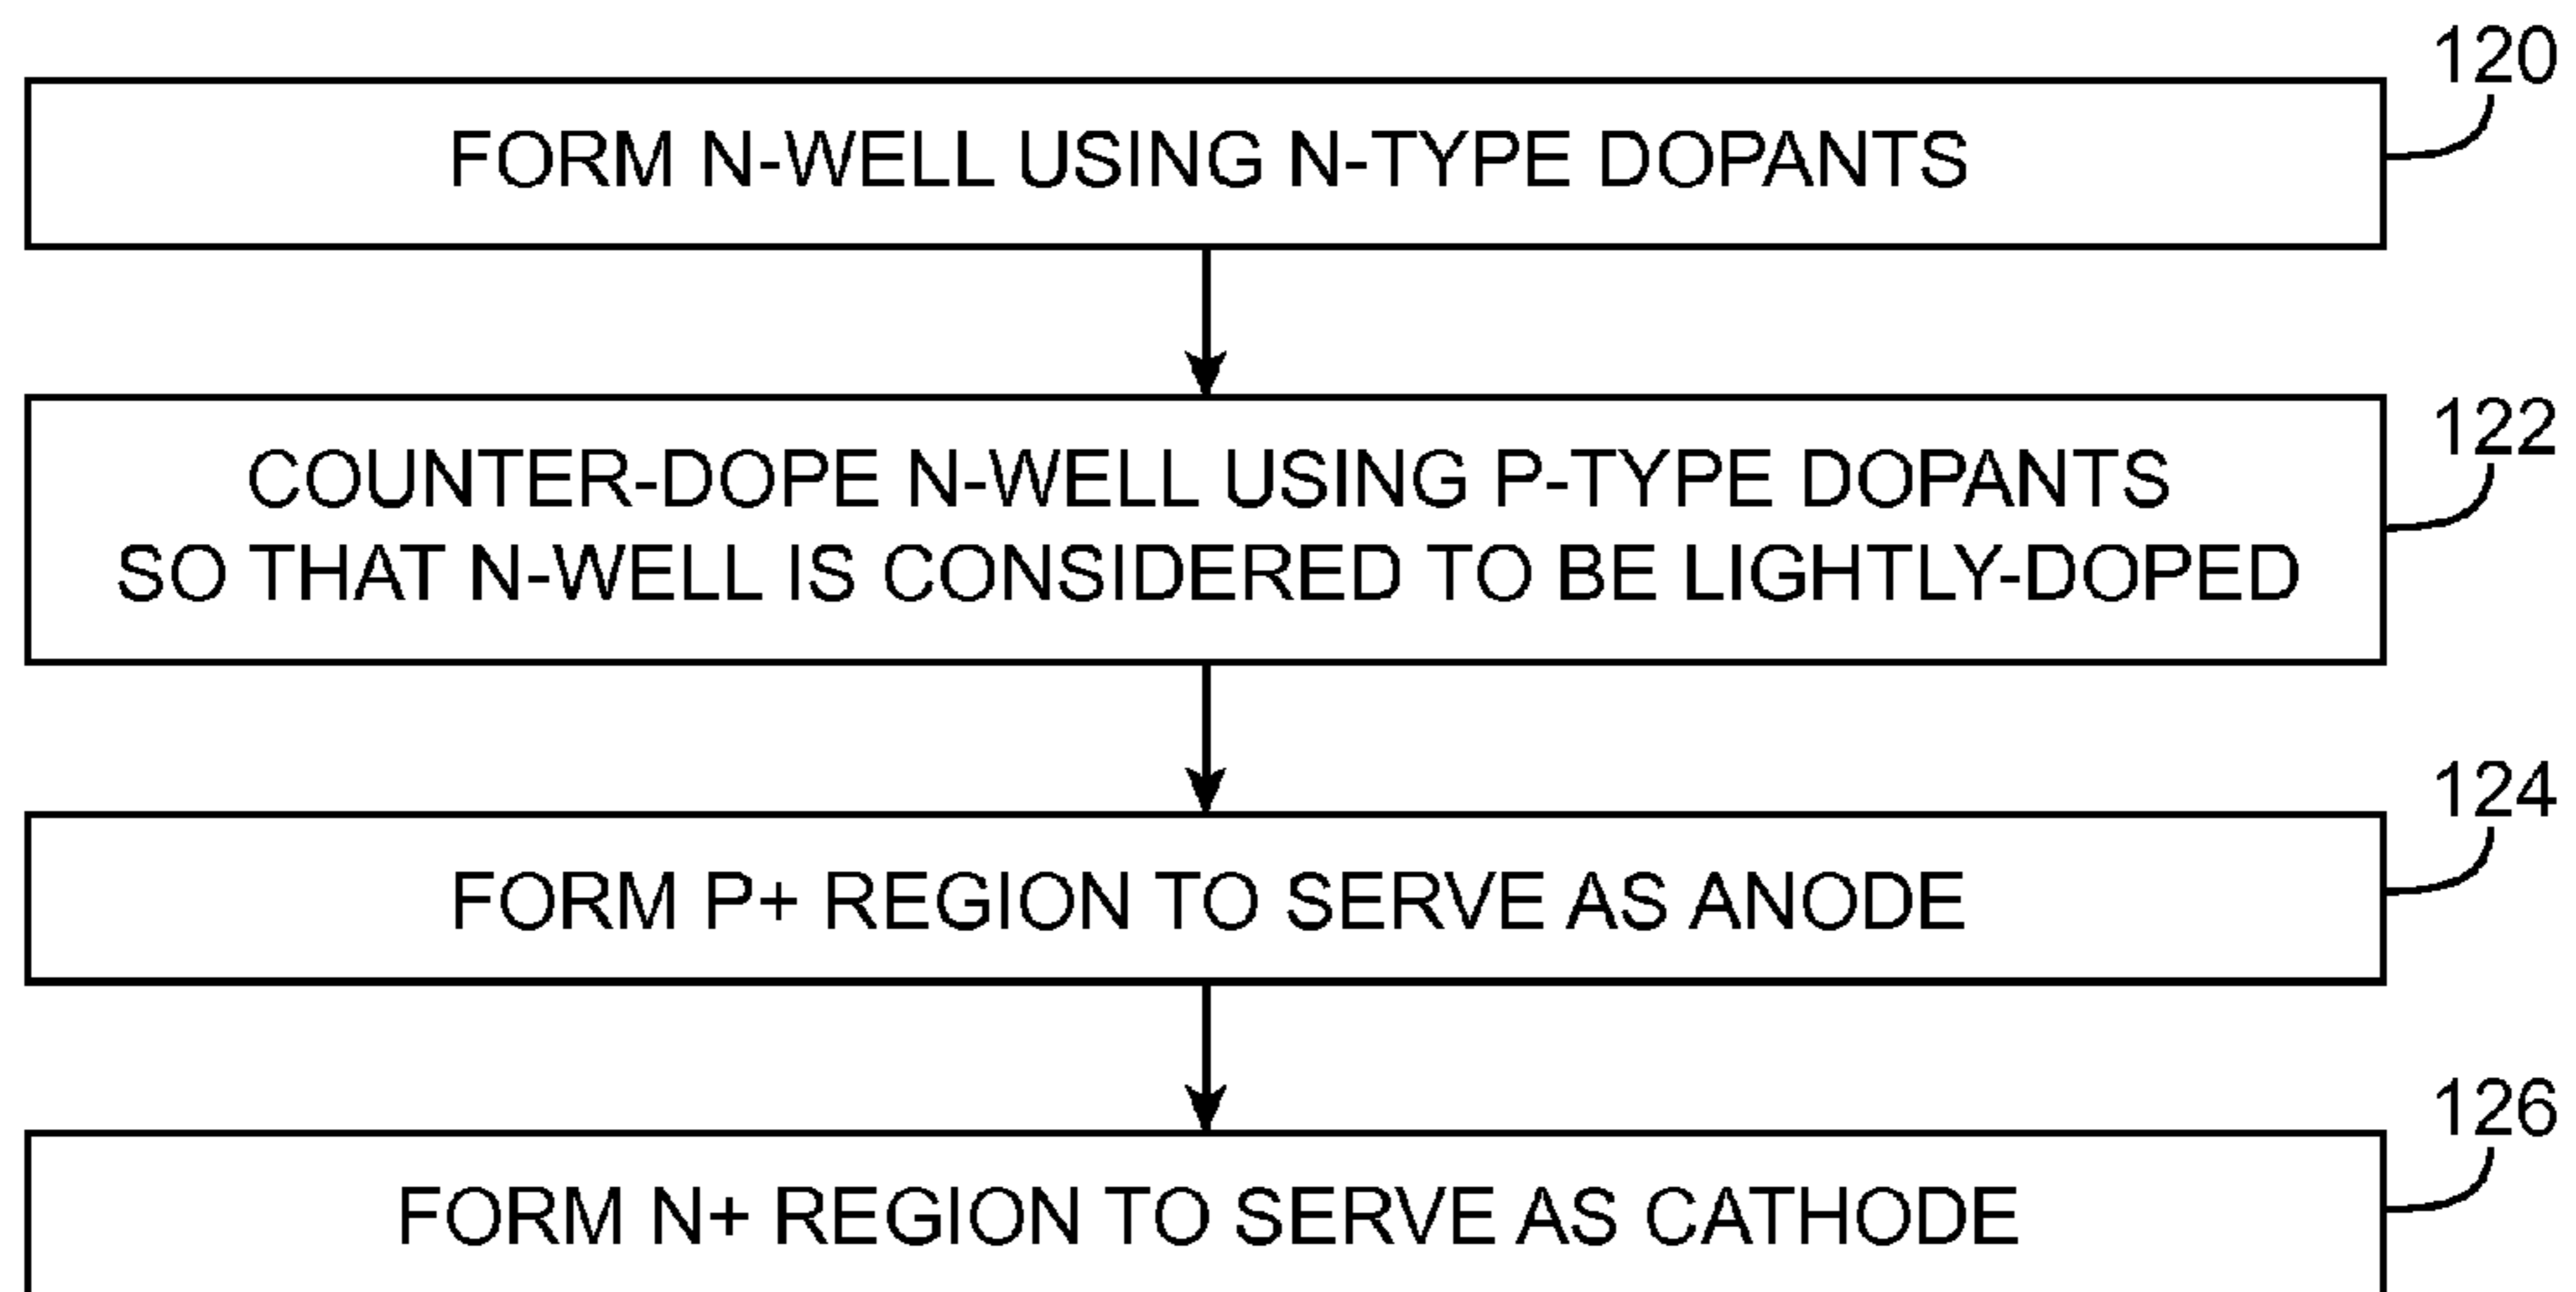 120
FORM N-WELL USING N-TYPE DOPANTS
122
COUNTER-DOPE N-WELL USING P-TYPE DOPANTS
SO THAT N-WELL IS CONSIDERED TO BE LIGHTLY-DOPED
124
FORM P+ REGION TO SERVE AS ANODE
126
FORM N+ REGION TO SERVE AS CATHODE